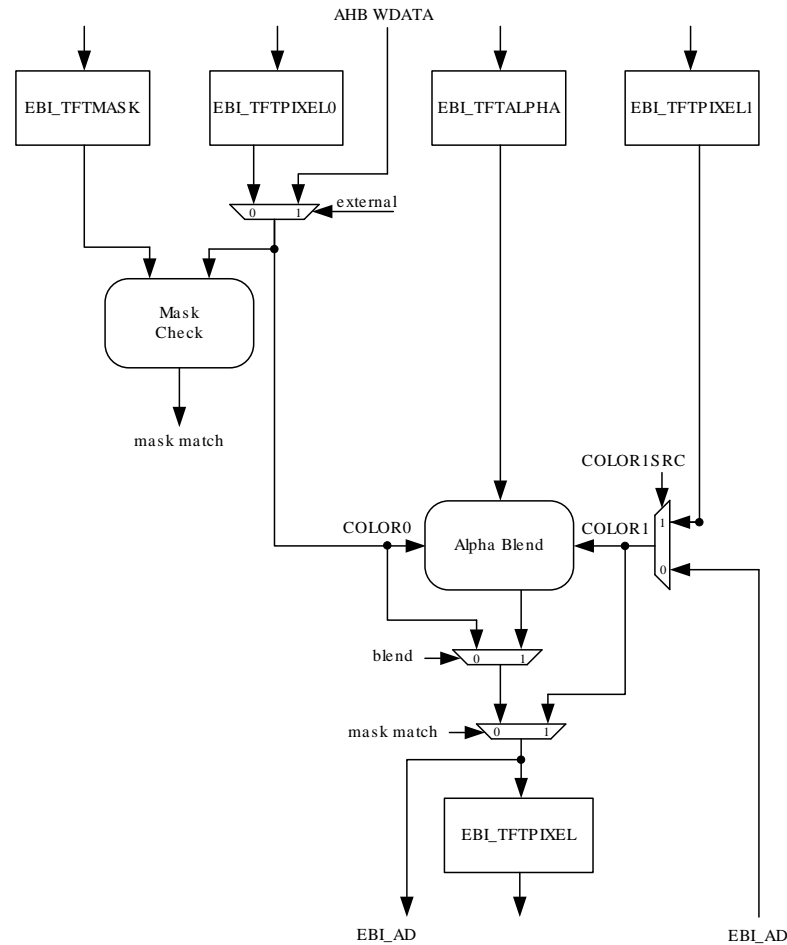 AHB WDATA
EBI_TFTMASK
EBI_TFTPIXEL0
EBI_TFTALPHA
EBI_TFTPIXEL1
0 1
external
Mask
Check
mask match
COLOR1SRC
COLOR0
Alpha Blend
COLOR1
1
0
blend
0 1
mask match
0 1
EBI_TFTPIXEL
EBI_AD
EBI_AD